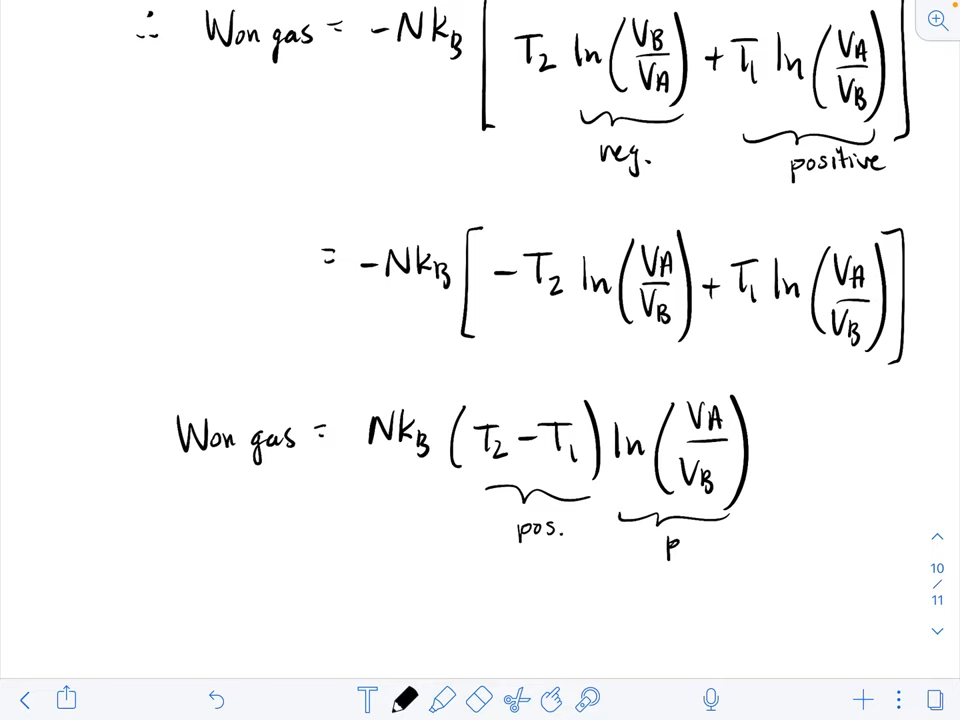 ∴ Won gas = -NkB [ T2 ln(VB/VA) + T1 ln(VA/VB) ]
neg. positive
= -NkB [ -T2 ln(VA/VB) + T1 ln(VA/VB) ]
Won gas = NkB (T2 - T1) ln(VA/VB)
pos. p
10
/
11
T